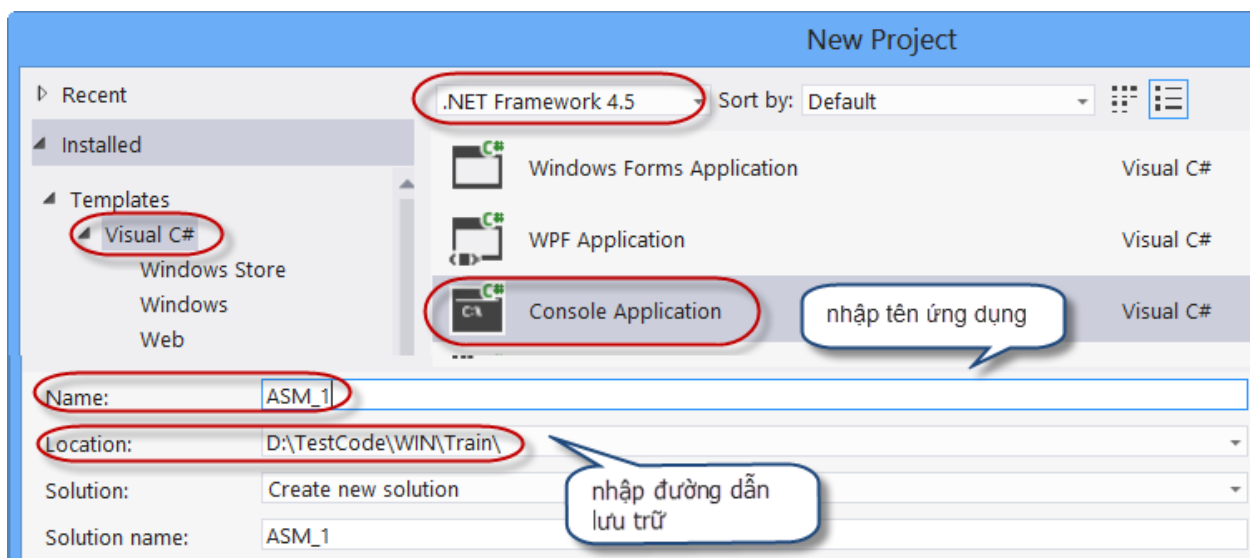 New Project
Recent
.NET Framework 4.5 Sort by: Default
Installed
Windows Forms Application Visual C#
Templates
Visual C#
WPF Application Visual C#
Windows Store
Windows
Console Application Visual C#
nhập tên ứng dụng
Web
Name: ASM_1
Location: D:\TestCode\WIN\Train\
Solution: Create new solution
nhập đường dẫn
lưu trữ
Solution name: ASM_1